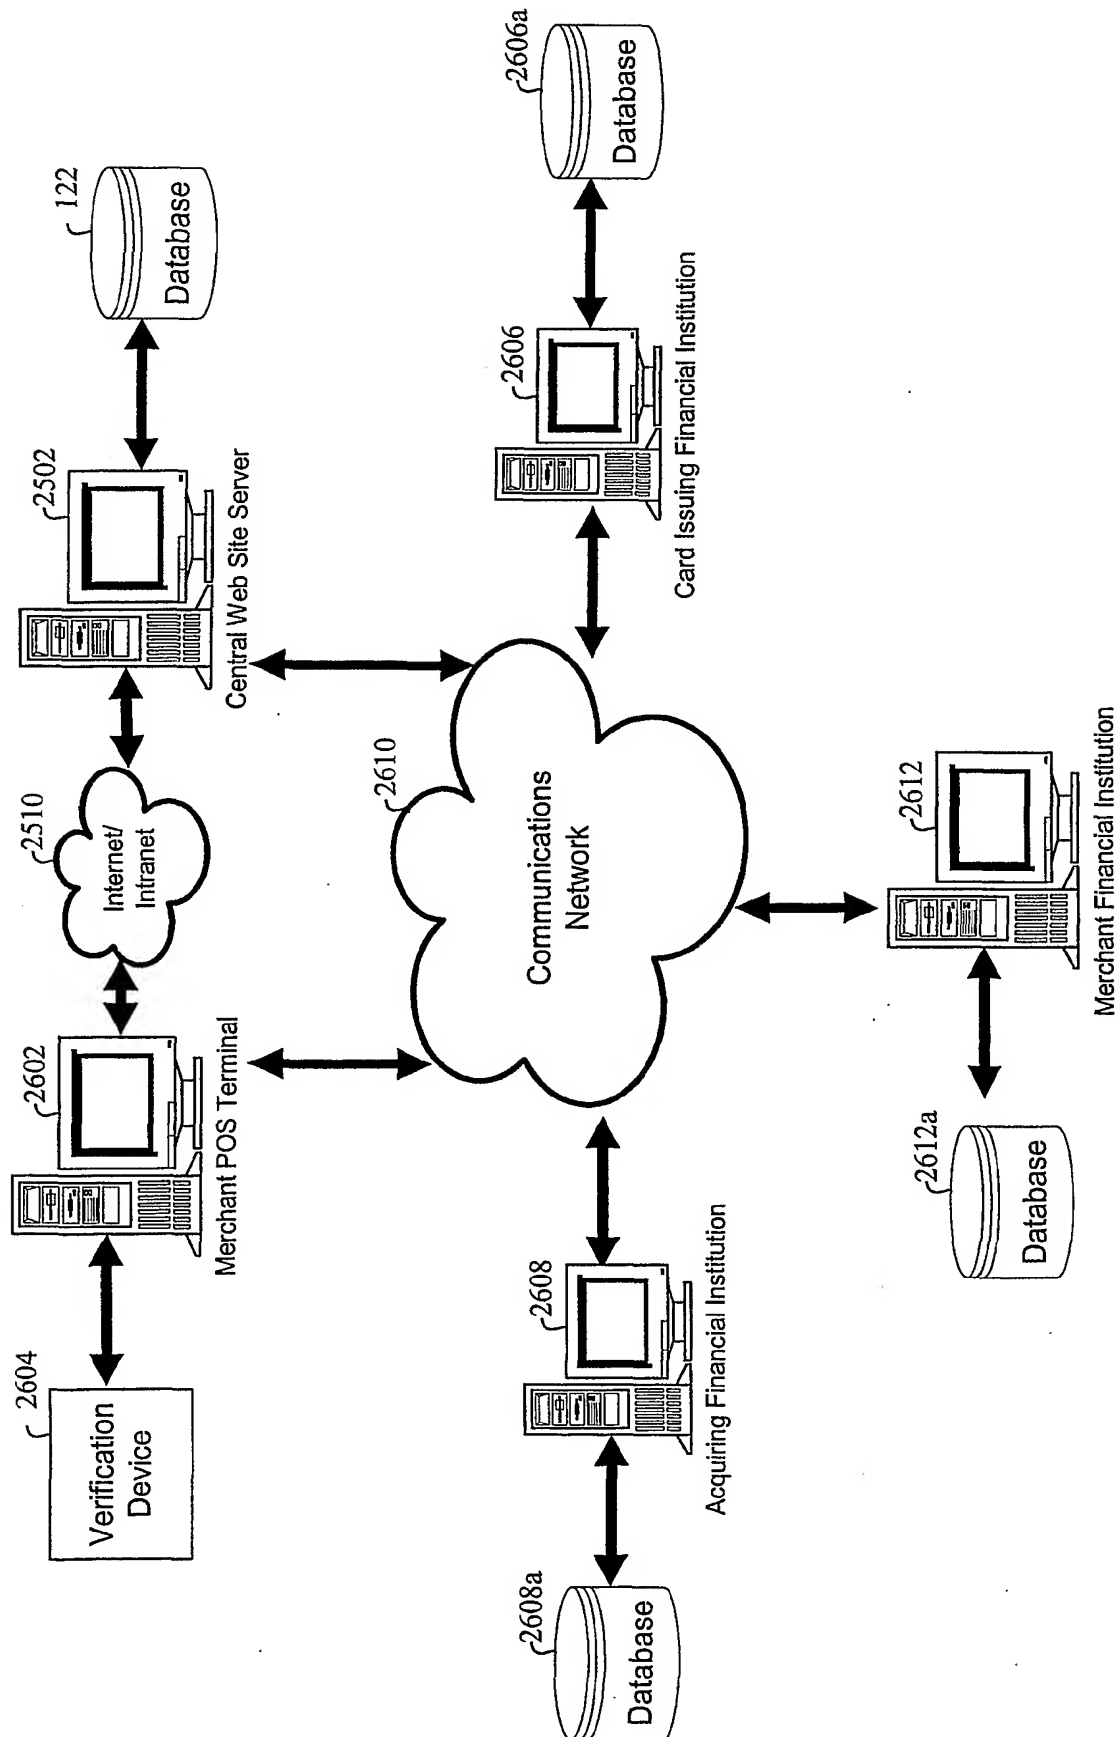 2604
Verification
Device
2602
Merchant POS Terminal
2510
Internet/
Intranet
2502
Central Web Site Server
122
Database
2610
Communications
Network
2608a
Database
2608
Acquiring Financial Institution
2606
Card Issuing Financial Institution
2606a
Database
2612a
Database
2612
Merchant Financial Institution